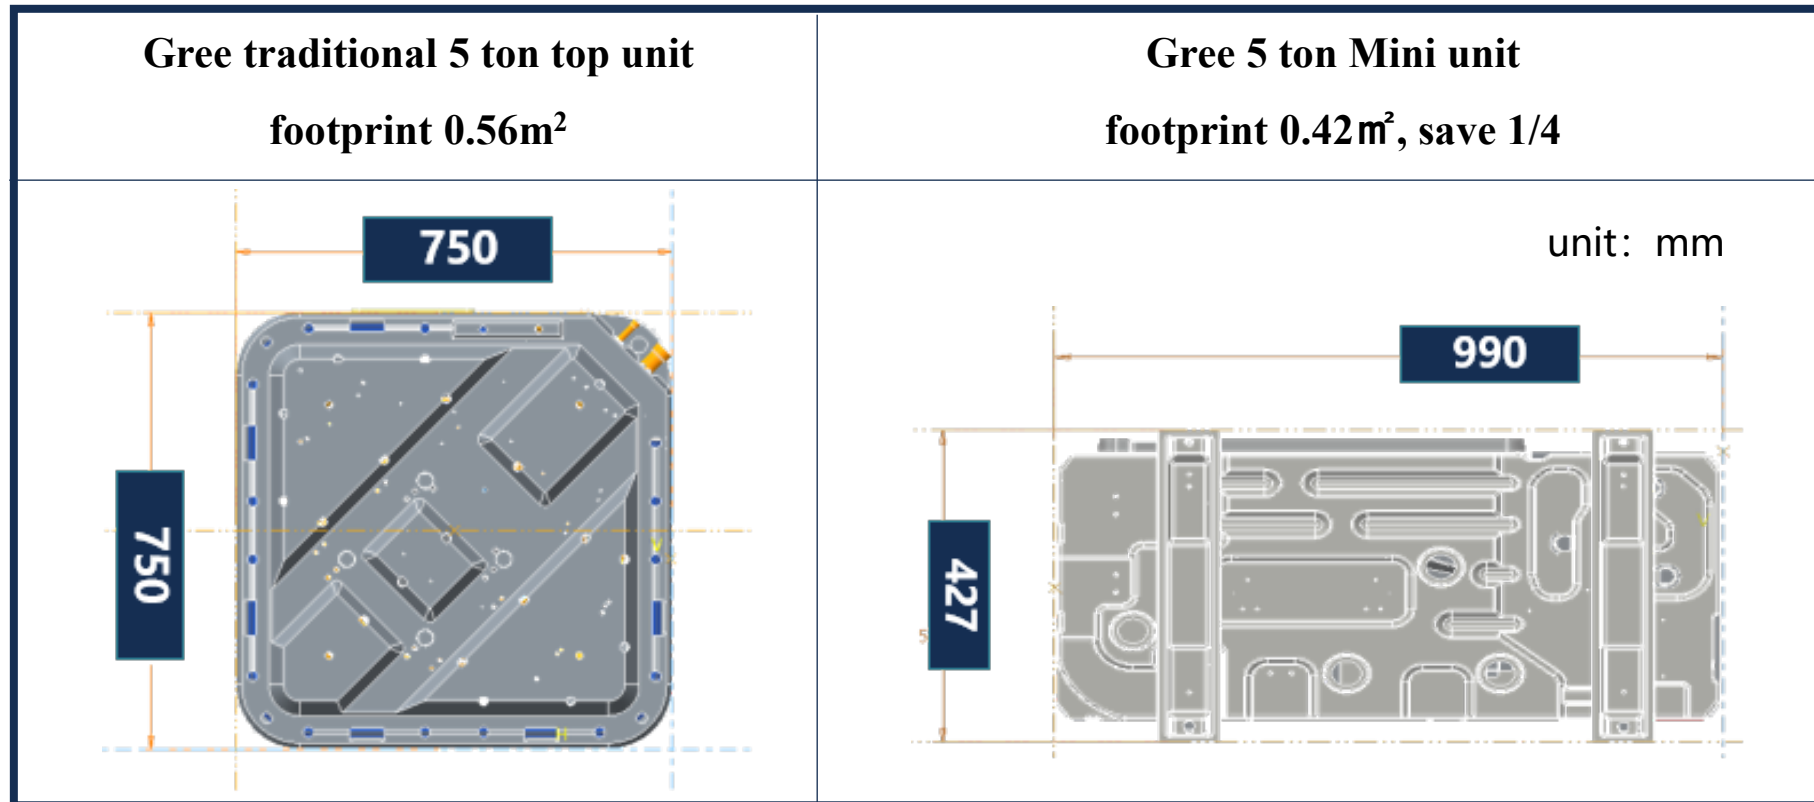 Gree traditional 5 ton top unit
footprint 0.56m²
Gree 5 ton Mini unit
footprint 0.42㎡, save 1/4
750
750
unit: mm
990
427